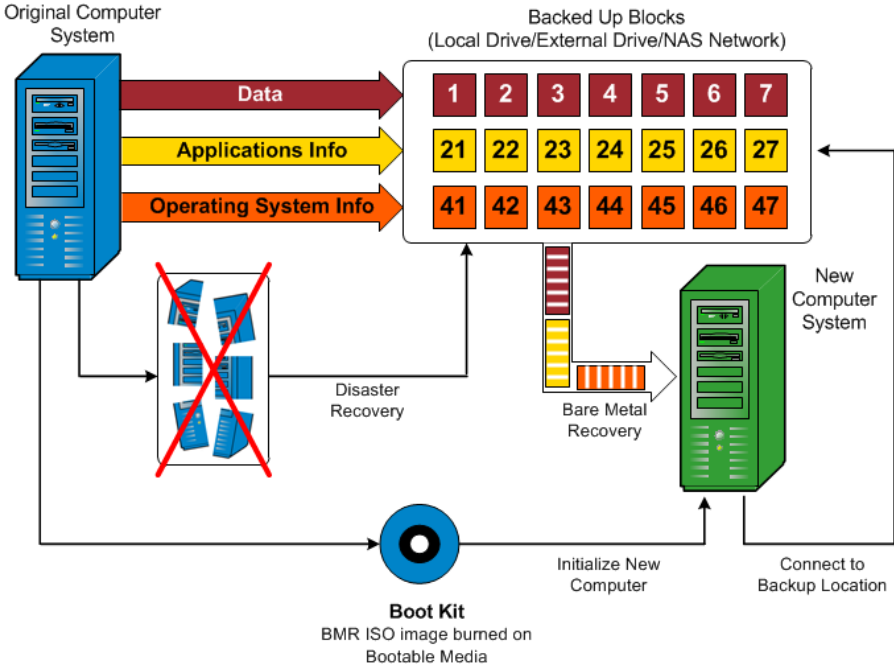 Original Computer
System
Backed Up Blocks
(Local Drive/External Drive/NAS Network)
Data
1 2 3 4 5 6 7
Applications Info
21 22 23 24 25 26 27
Operating System Info
41 42 43 44 45 46 47
New
Computer
System
Disaster
Recovery
Bare Metal
Recovery
Initialize New
Computer
Connect to
Backup Location
Boot Kit
BMR ISO image burned on
Bootable Media